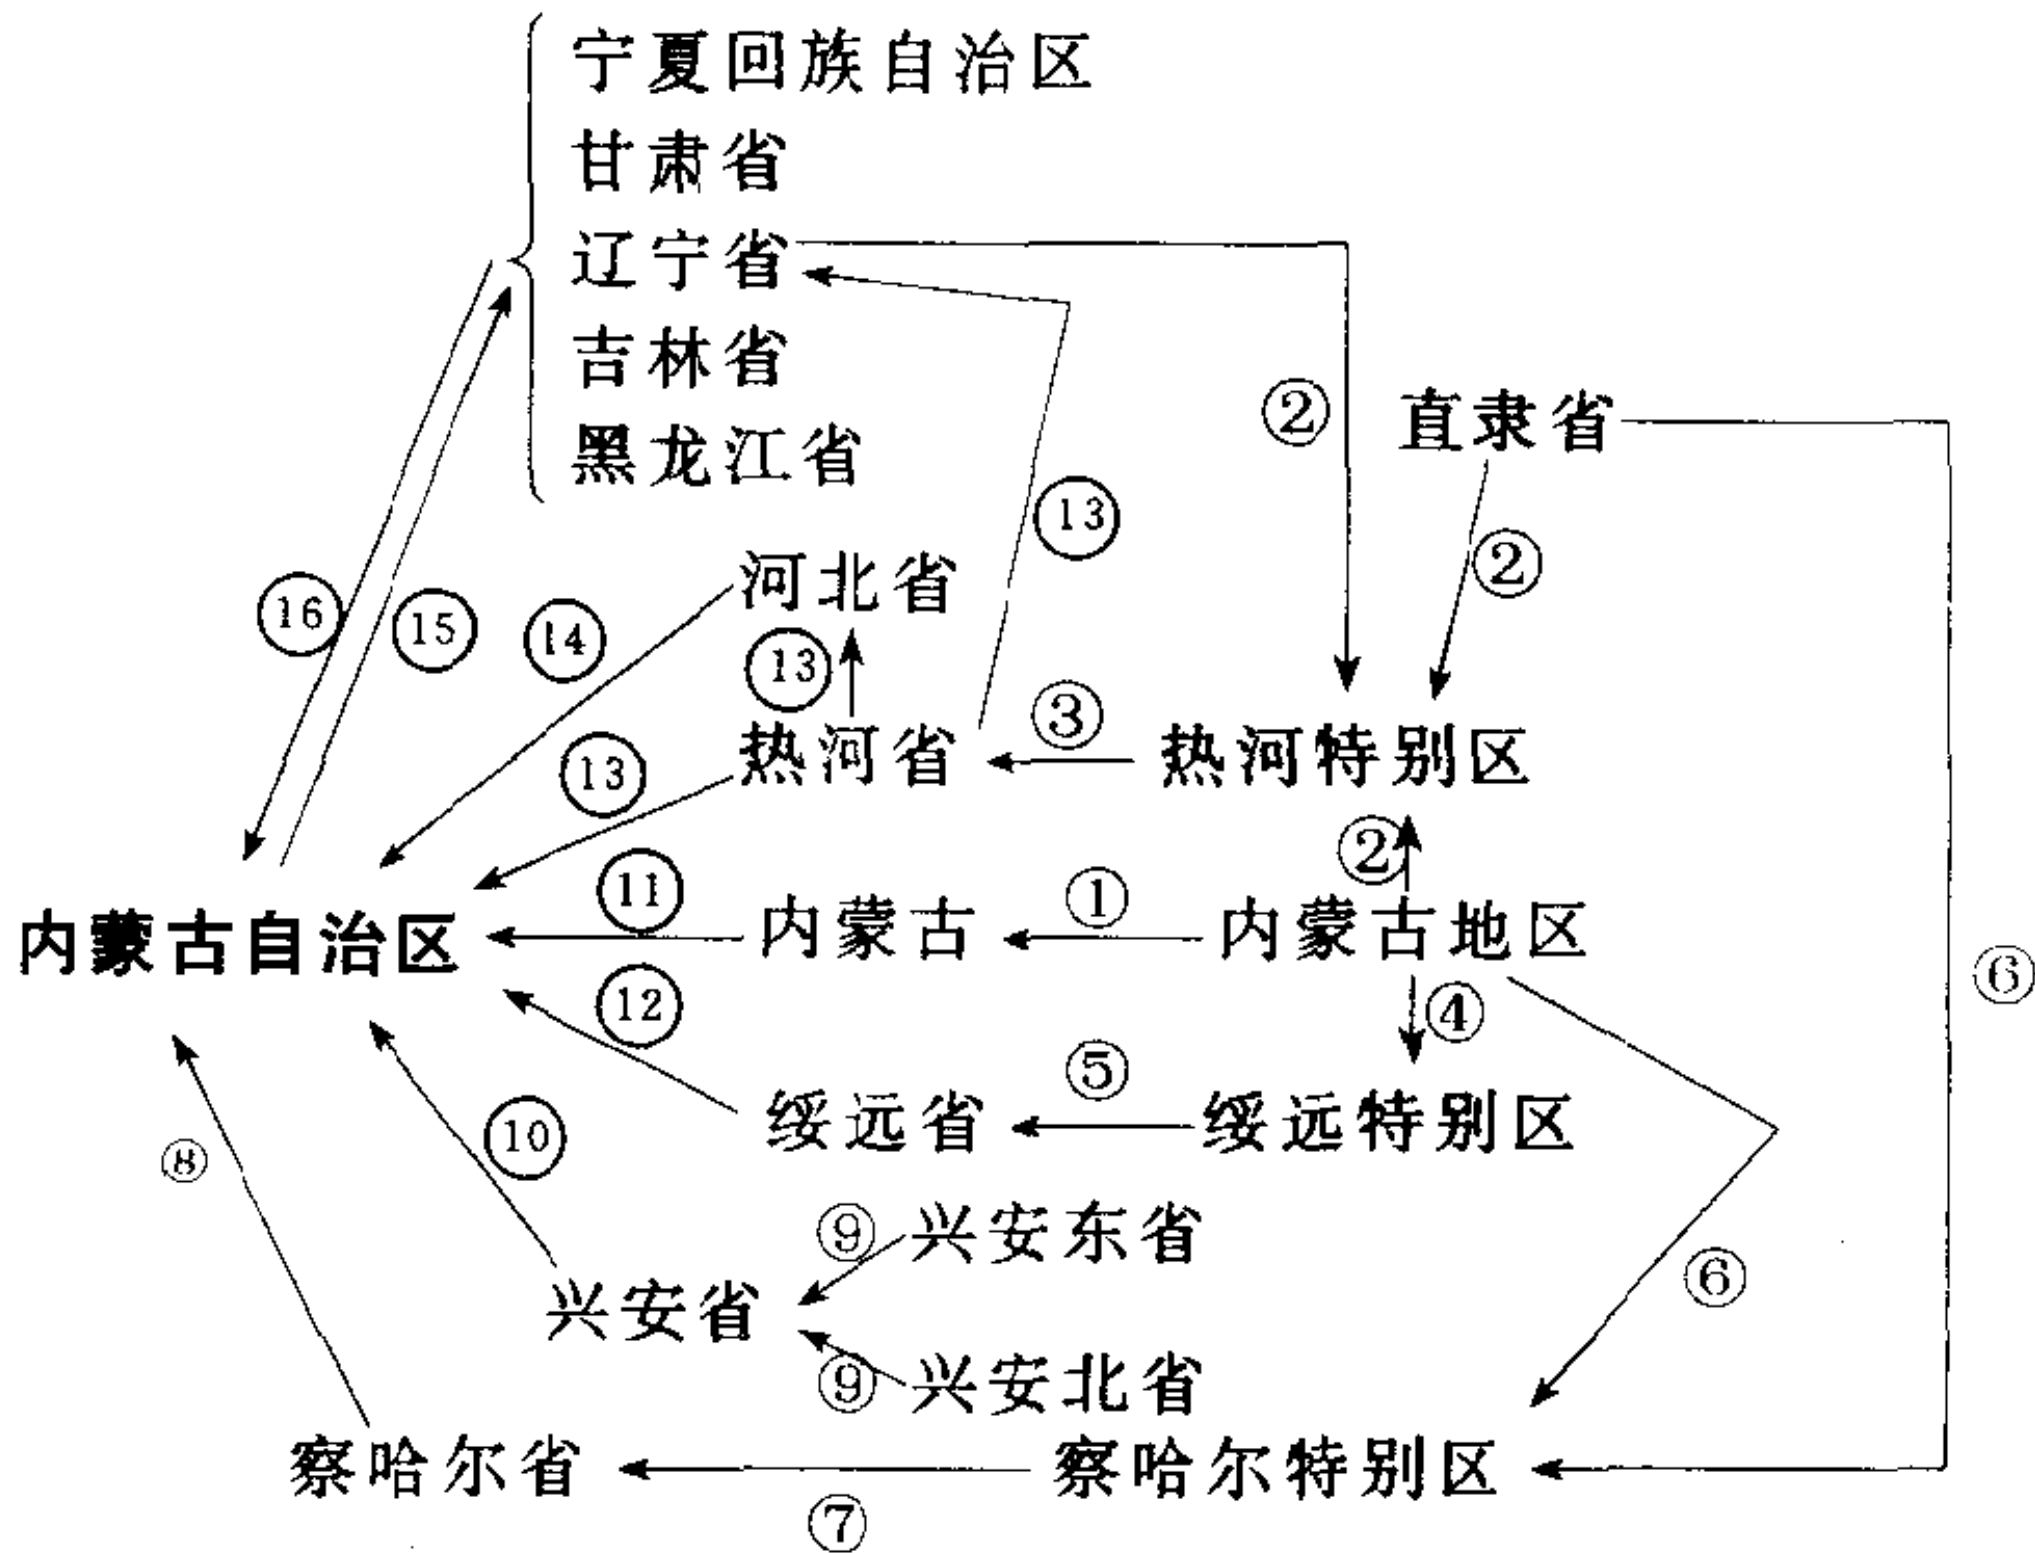 宁夏回族自治区
甘肃省
辽宁省
吉林省
② 直隶省
黑龙江省
⑬ ②
河北省
⑯ ⑮ ⑭ ⑬
③
⑬ 热河省 热河特别区
②
⑪ ①
内蒙古自治区 内蒙古 内蒙古地区
⑥
⑫ ④
⑤
绥远省 绥远特别区
⑧ ⑩
⑨ 兴安东省
⑥
兴安省
⑨ 兴安北省
察哈尔省 察哈尔特别区
⑦